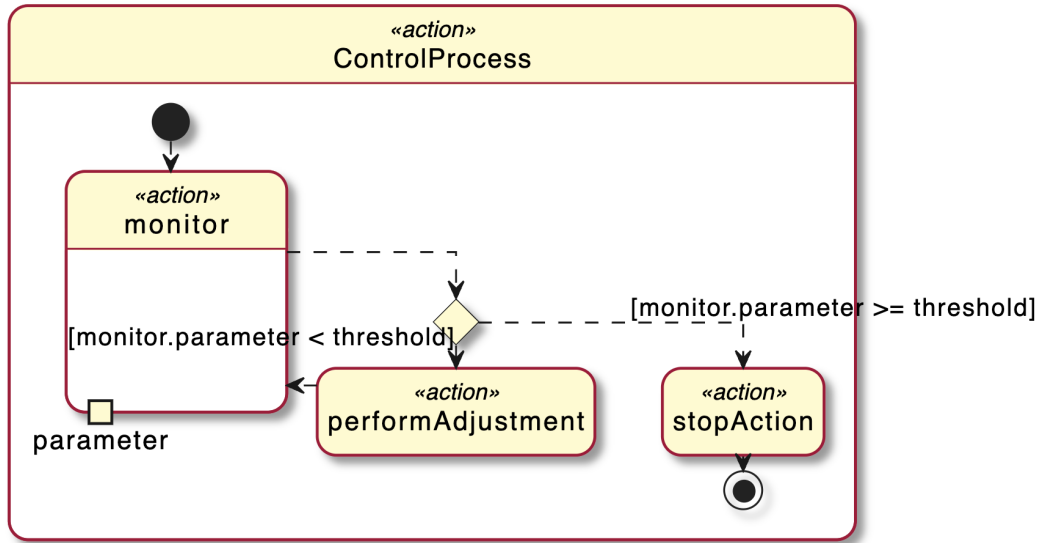 «action»
ControlProcess
«action»
monitor
[monitor.parameter >= threshold]
[monitor.parameter < threshold]
«action»
performAdjustment
«action»
stopAction
parameter